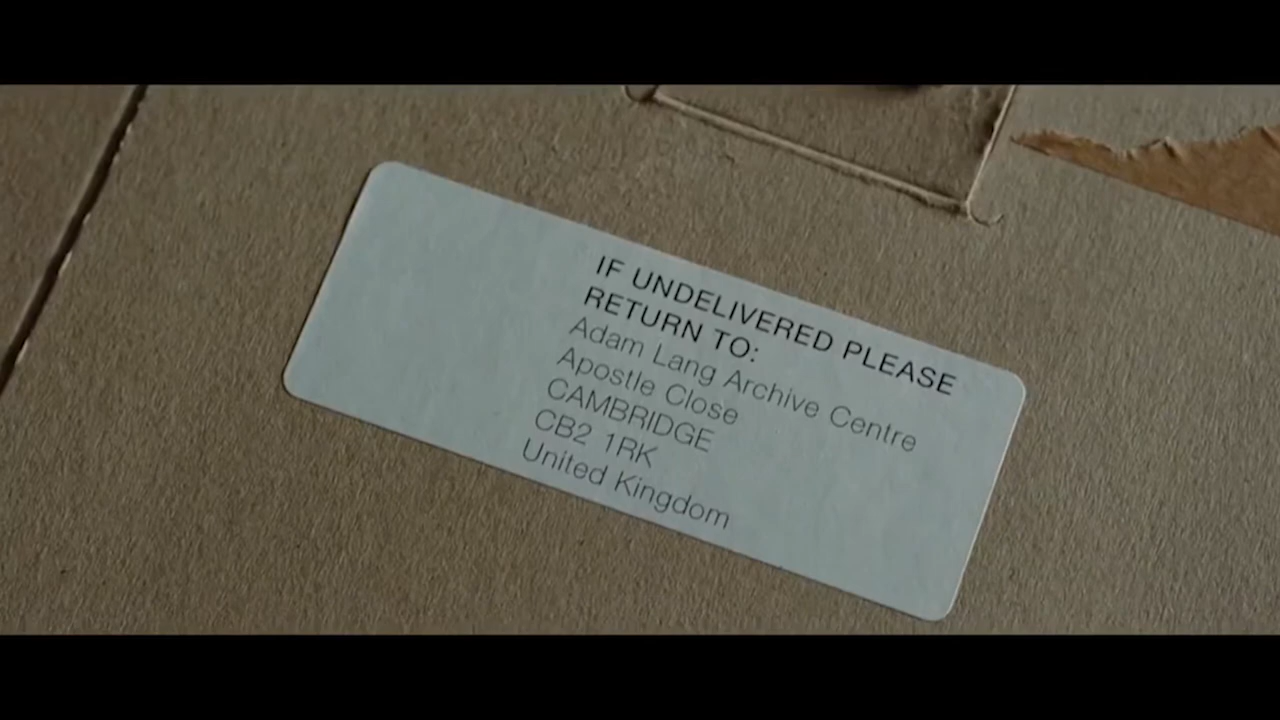 IF UNDELIVERED PLEASE
RETURN TO:
Adam Lang Archive Centre
Apostle Close
CAMBRIDGE
CB2 1RK
United Kingdom